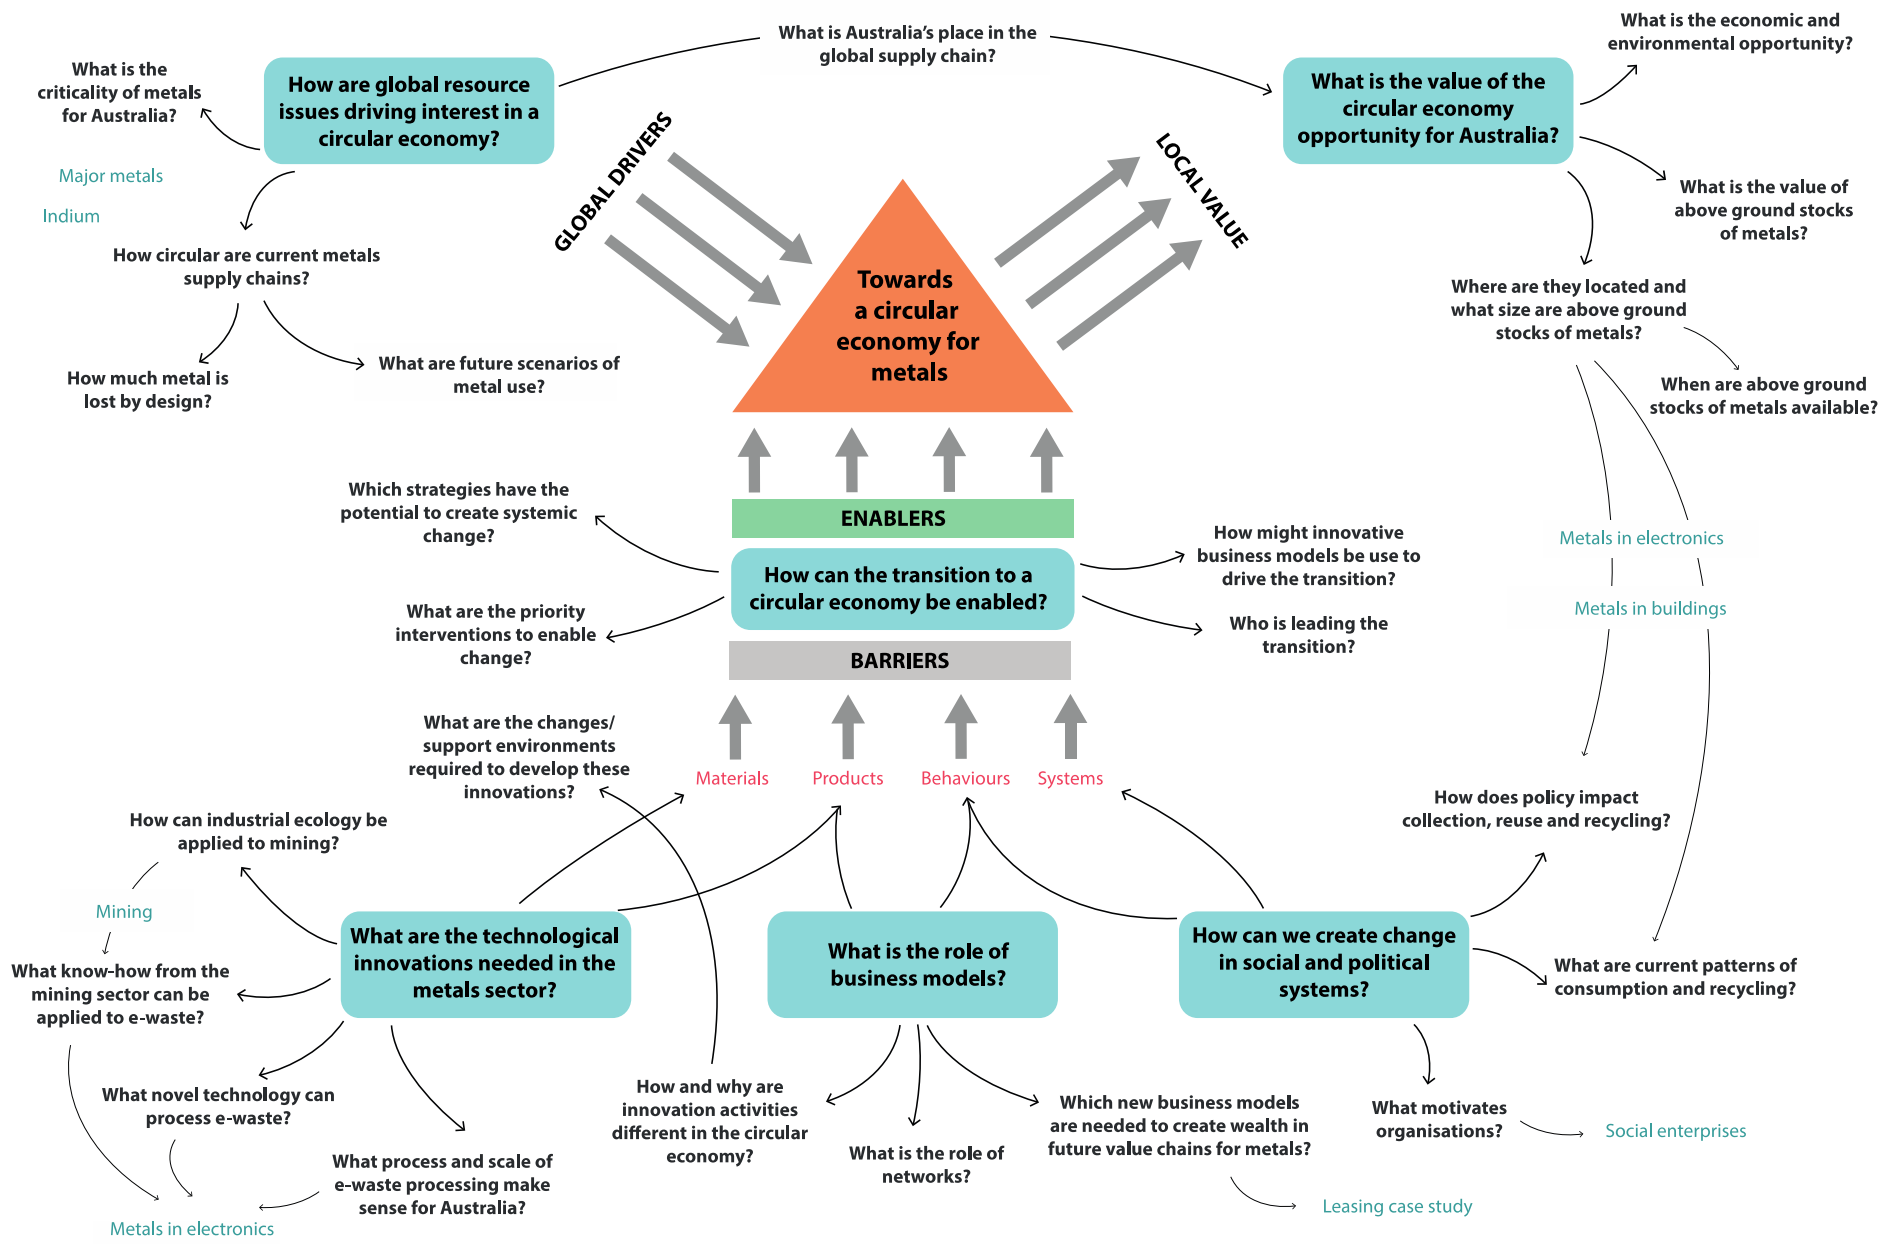 What is Australia's place in the
global supply chain?
What is the economic and
environmental opportunity?
What is the
criticality of metals
for Australia?
How are global resource
issues driving interest in a
circular economy?
What is the value of the
circular economy
opportunity for Australia?
Major metals
Indium
GLOBAL DRIVERS
LOCAL VALUE
What is the value of
above ground stocks
of metals?
How circular are current metals
supply chains?
Towards
a circular
economy for
metals
Where are they located and
what size are above ground
stocks of metals?
How much metal is
lost by design?
What are future scenarios of
metal use?
When are above ground
stocks of metals available?
Which strategies have the
potential to create systemic
change?
ENABLERS
How can the transition to a
circular economy be enabled?
How might innovative
business models be use to
drive the transition?
Metals in electronics
What are the priority
interventions to enable
change?
BARRIERS
Who is leading the
transition?
Metals in buildings
What are the changes/
support environments
required to develop these
innovations?
Materials
Products
Behaviours
Systems
How can industrial ecology be
applied to mining?
How does policy impact
collection, reuse and recycling?
Mining
What are the technological
innovations needed in the
metals sector?
What is the role of
business models?
How can we create change
in social and political
systems?
What know-how from the
mining sector can be
applied to e-waste?
What are current patterns of
consumption and recycling?
What novel technology can
process e-waste?
How and why are
innovation activities
different in the circular
economy?
Which new business models
are needed to create wealth in
future value chains for metals?
What motivates
organisations?
Social enterprises
What process and scale of
e-waste processing make
sense for Australia?
What is the role of
networks?
Leasing case study
Metals in electronics